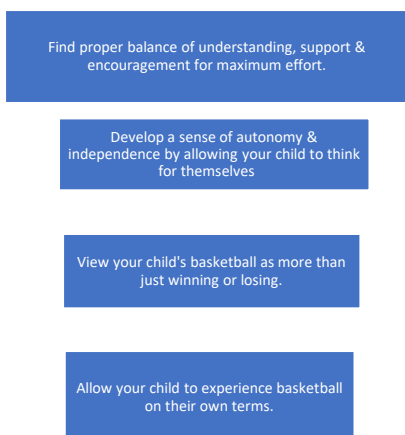 Find proper balance of understanding, support &
encouragement for maximum effort.
Develop a sense of autonomy &
independence by allowing your child to think
for themselves
View your child's basketball as more than
just winning or losing.
Allow your child to experience basketball
on their own terms.